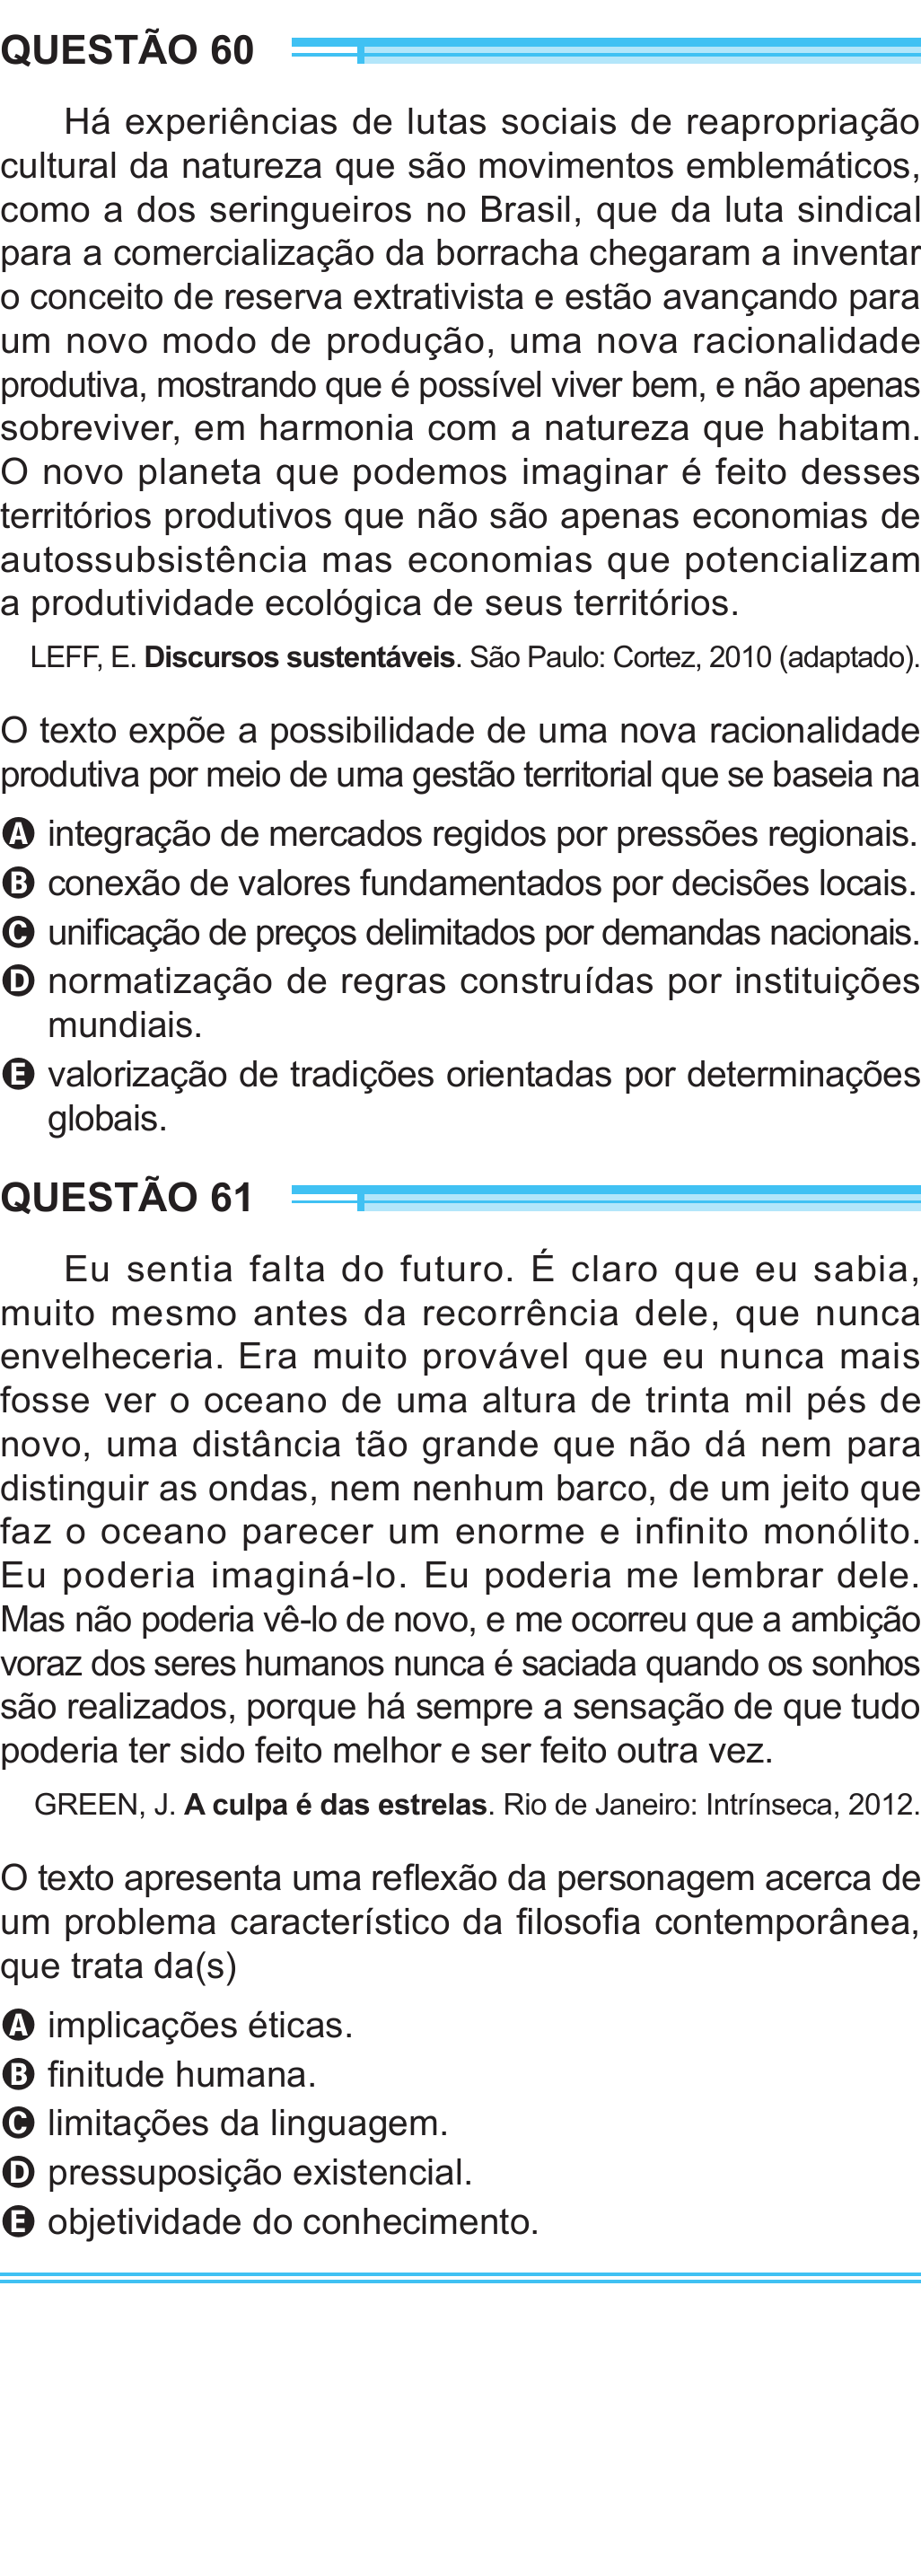 QUESTÃO 60
Há experiências de lutas sociais de reapropriação
cultural da natureza que são movimentos emblemáticos,
como a dos seringueiros no Brasil, que da luta sindical
para a comercialização da borracha chegaram a inventar
o conceito de reserva extrativista e estão avançando para
um novo modo de produção, uma nova racionalidade
produtiva, mostrando que é possível viver bem, e não apenas
sobreviver, em harmonia com a natureza que habitam.
O novo planeta que podemos imaginar é feito desses
territórios produtivos que não são apenas economias de
autossubsistência mas economias que potencializam
a produtividade ecológica de seus territórios.
LEFF, E. Discursos sustentáveis. São Paulo: Cortez, 2010 (adaptado).
O texto expõe a possibilidade de uma nova racionalidade
produtiva por meio de uma gestão territorial que se baseia na
A integração de mercados regidos por pressões regionais.
B conexão de valores fundamentados por decisões locais.
C unificação de preços delimitados por demandas nacionais.
D normatização de regras construídas por instituições
mundiais.
E valorização de tradições orientadas por determinações
globais.
QUESTÃO 61
Eu sentia falta do futuro. É claro que eu sabia,
muito mesmo antes da recorrência dele, que nunca
envelheceria. Era muito provável que eu nunca mais
fosse ver o oceano de uma altura de trinta mil pés de
novo, uma distância tão grande que não dá nem para
distinguir as ondas, nem nenhum barco, de um jeito que
faz o oceano parecer um enorme e infinito monólito.
Eu poderia imaginá-lo. Eu poderia me lembrar dele.
Mas não poderia vê-lo de novo, e me ocorreu que a ambição
voraz dos seres humanos nunca é saciada quando os sonhos
são realizados, porque há sempre a sensação de que tudo
poderia ter sido feito melhor e ser feito outra vez.
GREEN, J. A culpa é das estrelas. Rio de Janeiro: Intrínseca, 2012.
O texto apresenta uma reflexão da personagem acerca de
um problema característico da filosofia contemporânea,
que trata da(s)
A implicações éticas.
B finitude humana.
C limitações da linguagem.
D pressuposição existencial.
E objetividade do conhecimento.